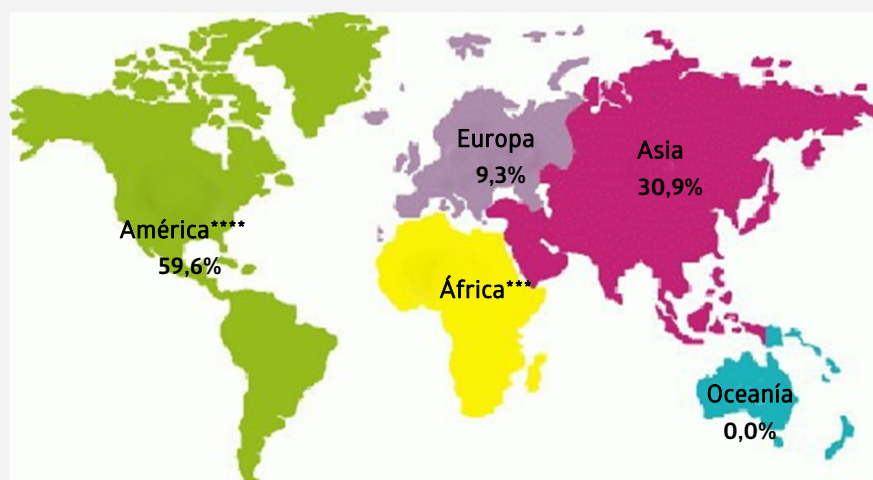 Europa
9,3%
Asia
30,9%
América****
59,6%
África***
Oceanía
0,0%